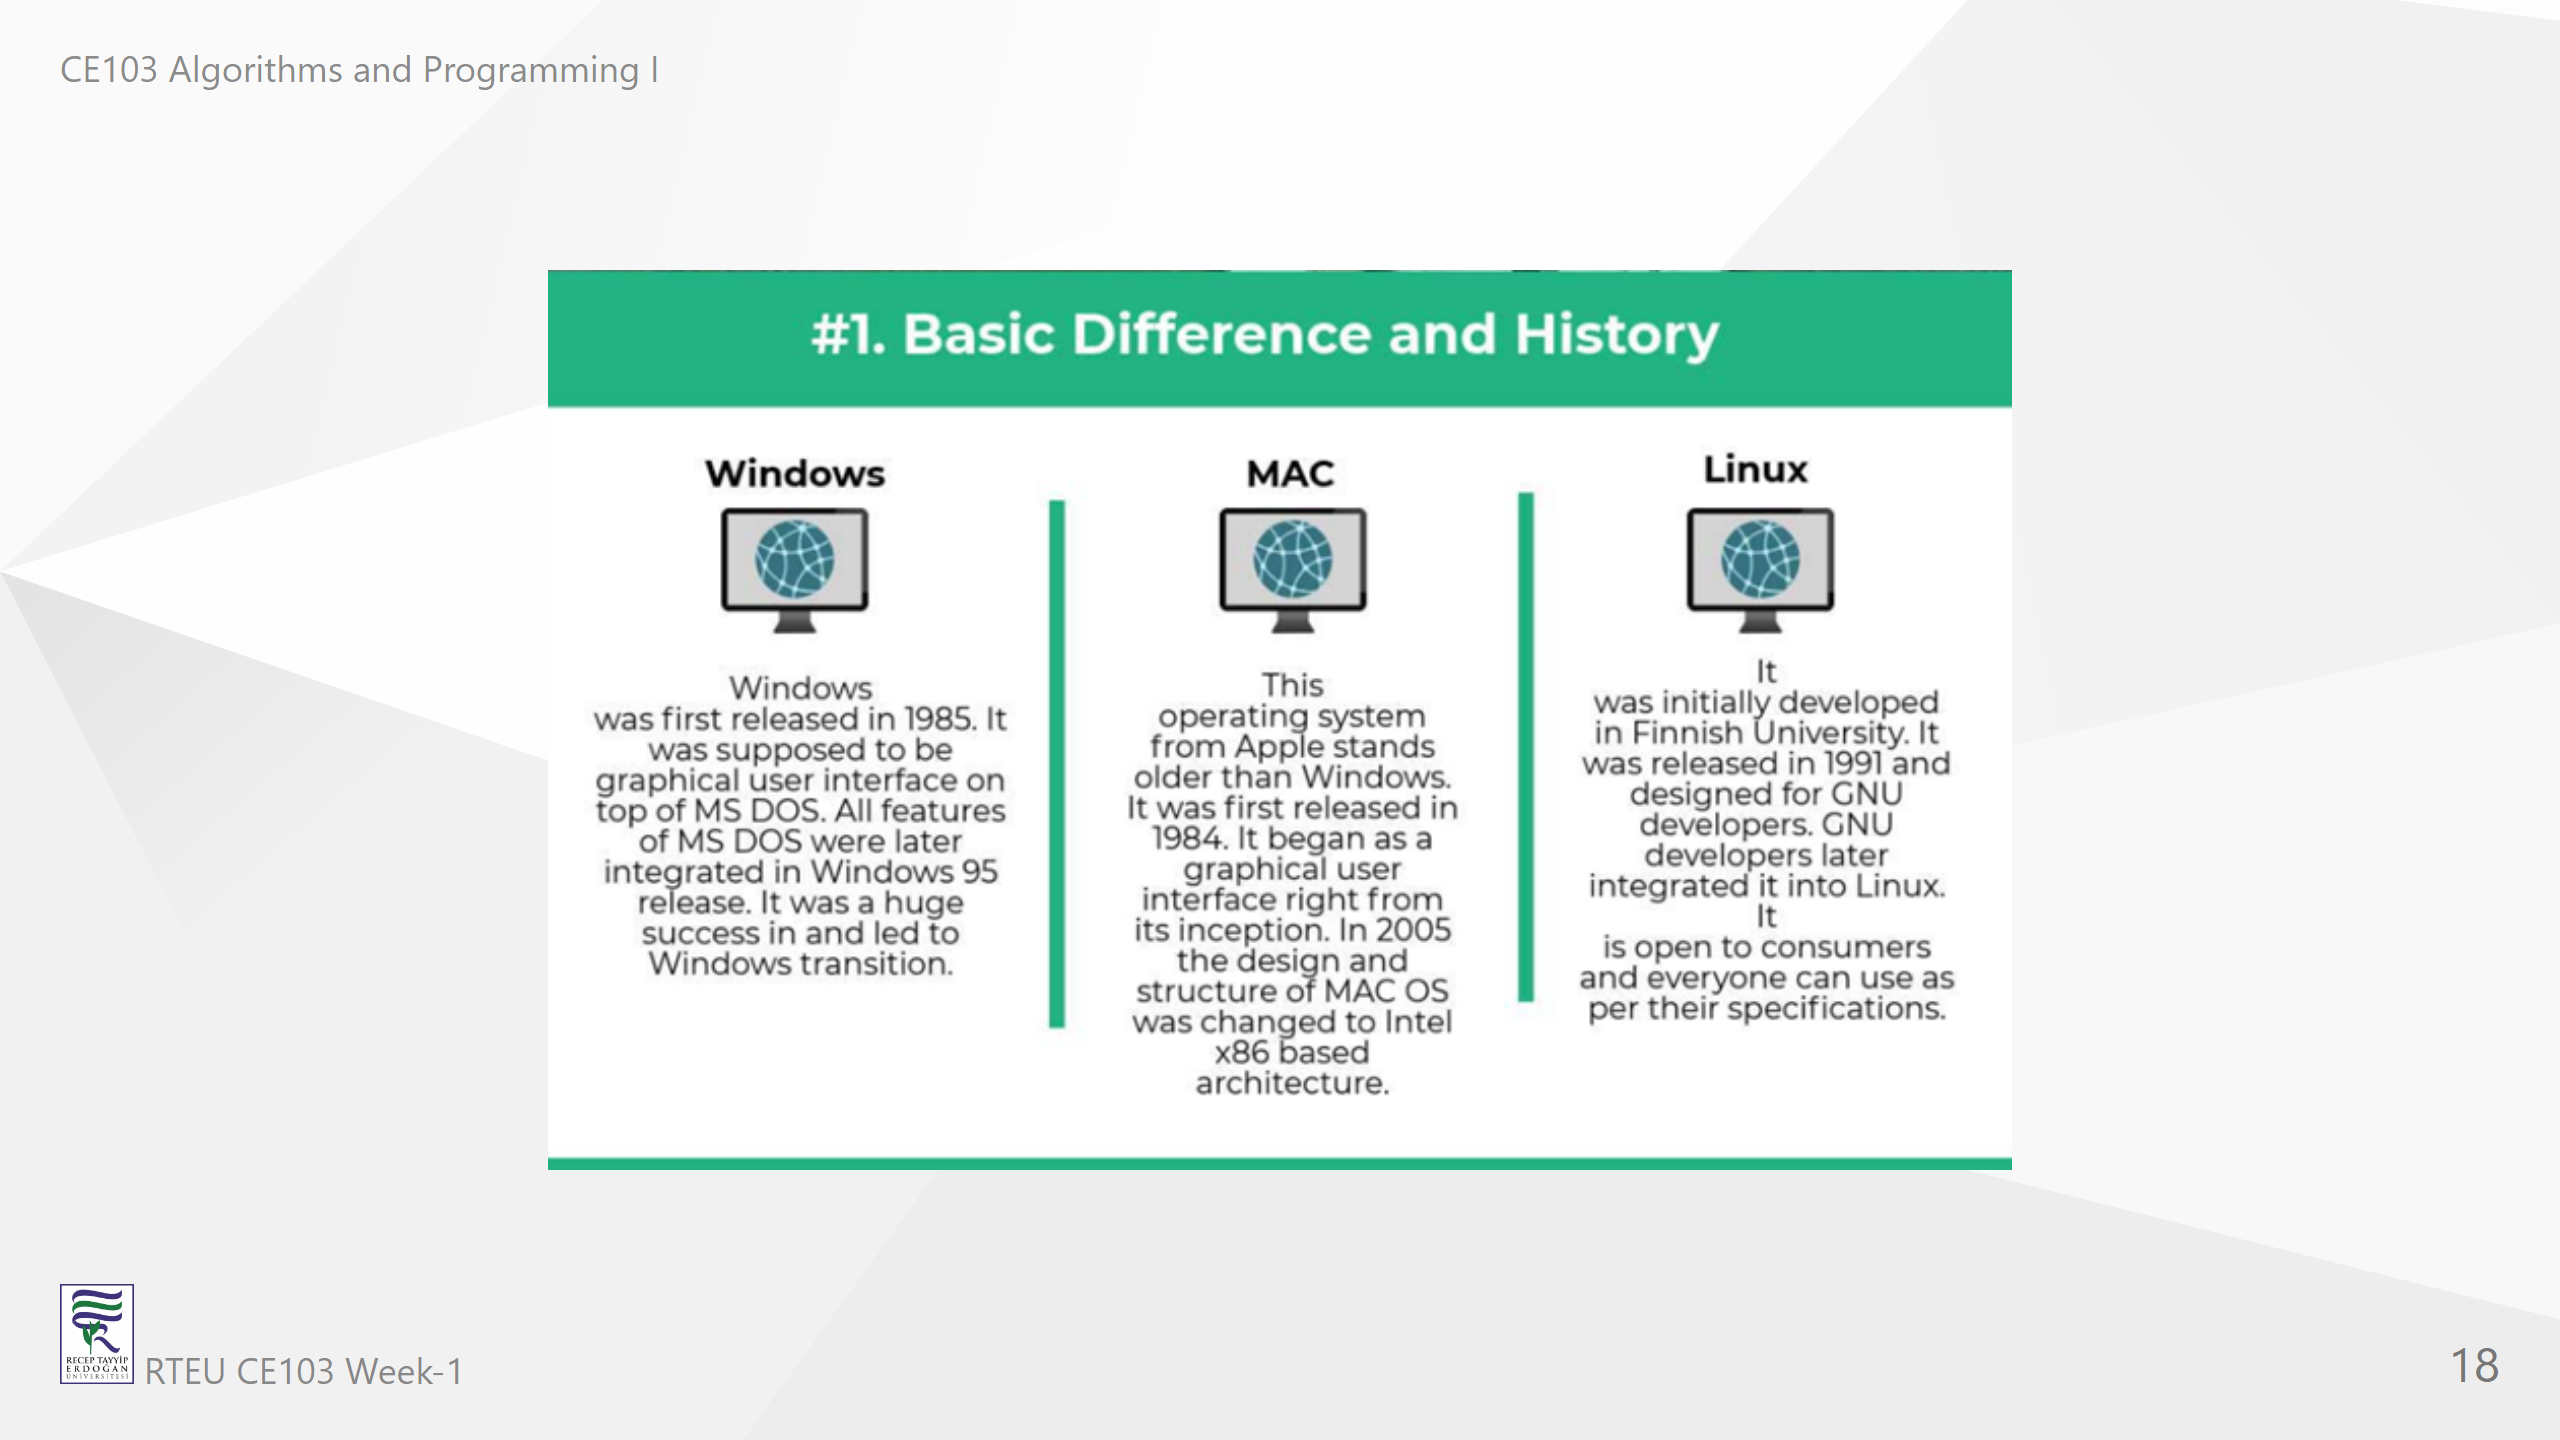 CE103 Algorithms and Programming I
#1. Basic Difference and History
Windows
Windows
was first released in 1985. It
was supposed to be
graphical user interface on
top of MS DOS. All features
of MS DOS were later
integrated in Windows 95
release. It was a huge
success in and led to
Windows transition.
MAC
This
operating system
from Apple stands
older than Windows.
It was first released in
1984. It began as a
graphical user
interface right from
its inception. In 2005
the design and
structure of MAC OS
was changed to Intel
x86 based
architecture.
Linux
It
was initially developed
in Finnish University. It
was released in 1991 and
designed for GNU
developers. GNU
developers later
integrated it into Linux.
It
is open to consumers
and everyone can use as
per their specifications.
RECEP TAYYİP
ERDOĞAN
ÜNİVERSİTESİ
RTEU CE103 Week-1
18